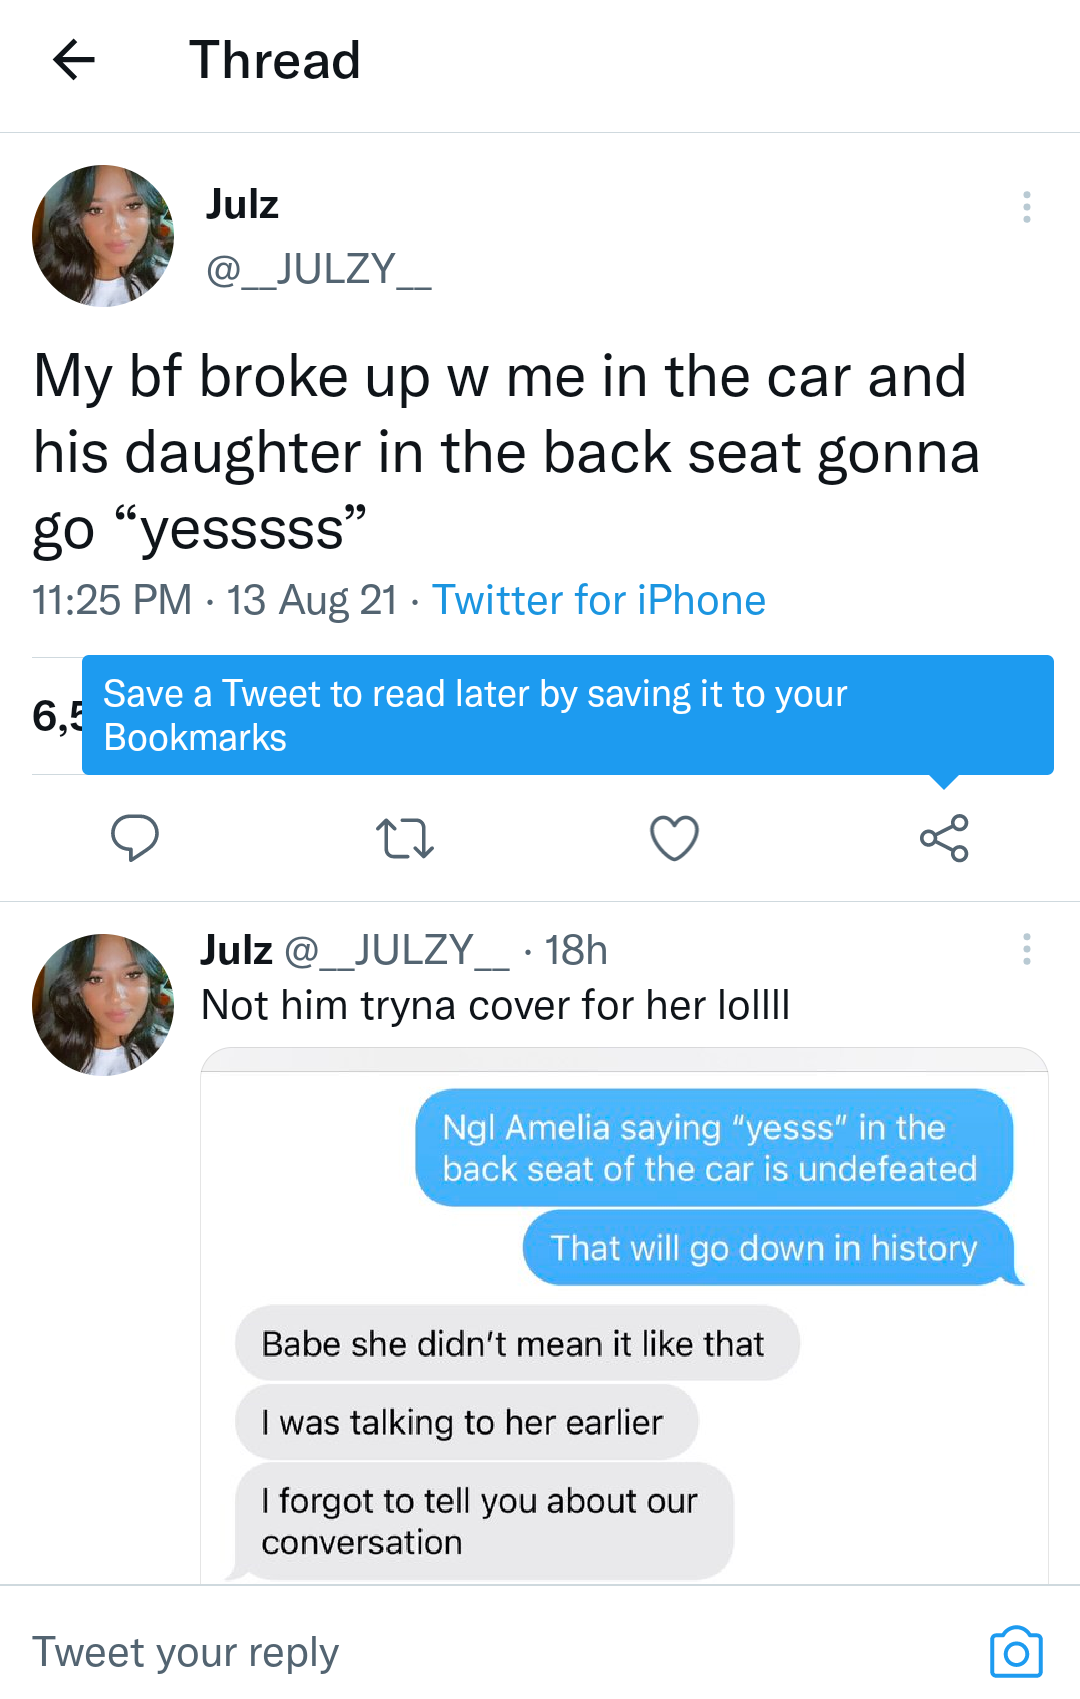 Thread
Julz
@__JULZY__
My bf broke up w me in the car and
his daughter in the back seat gonna
go “yesssss”
11:25 PM · 13 Aug 21 · Twitter for iPhone
Save a Tweet to read later by saving it to your
Bookmarks
6,5
Julz @__JULZY__ · 18h
Not him tryna cover for her lollll
Ngl Amelia saying “yesss” in the
back seat of the car is undefeated
That will go down in history
Babe she didn’t mean it like that
I was talking to her earlier
I forgot to tell you about our
conversation
Tweet your reply